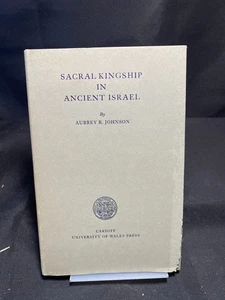 SACRAL KINGSHIP
IN
ANCIENT ISRAEL
By
AUBREY R. JOHNSON
CARDIFF
UNIVERSITY OF WALES PRESS